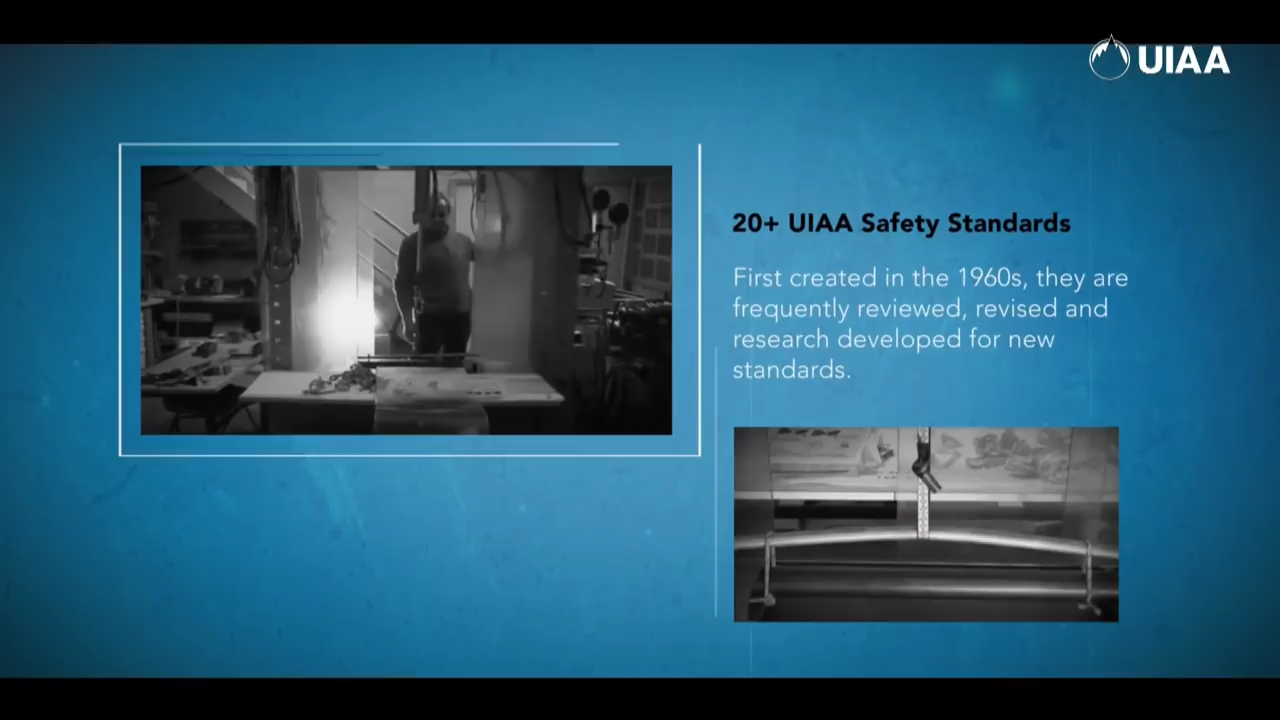 UIAA
20+ UIAA Safety Standards
First created in the 1960s, they are
frequently reviewed, revised and
research developed for new
standards.